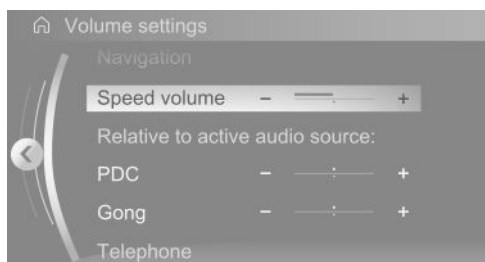 Volume settings
Navigation
Speed volume - +
Relative to active audio source:
PDC - +
Gong - +
Telephone